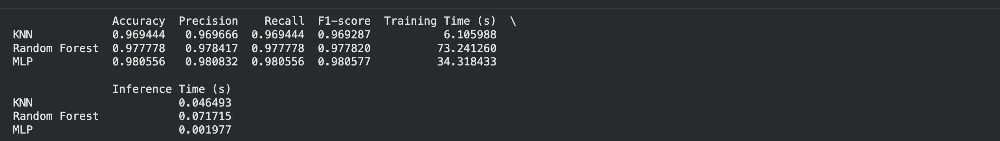 Accuracy Precision Recall F1-score Training Time (s) \
KNN 0.969444 0.969666 0.969444 0.969287 6.105988
Random Forest 0.977778 0.978417 0.977778 0.977820 73.241260
MLP 0.980556 0.980832 0.980556 0.980577 34.318433
Inference Time (s)
KNN 0.046493
Random Forest 0.071715
MLP 0.001977